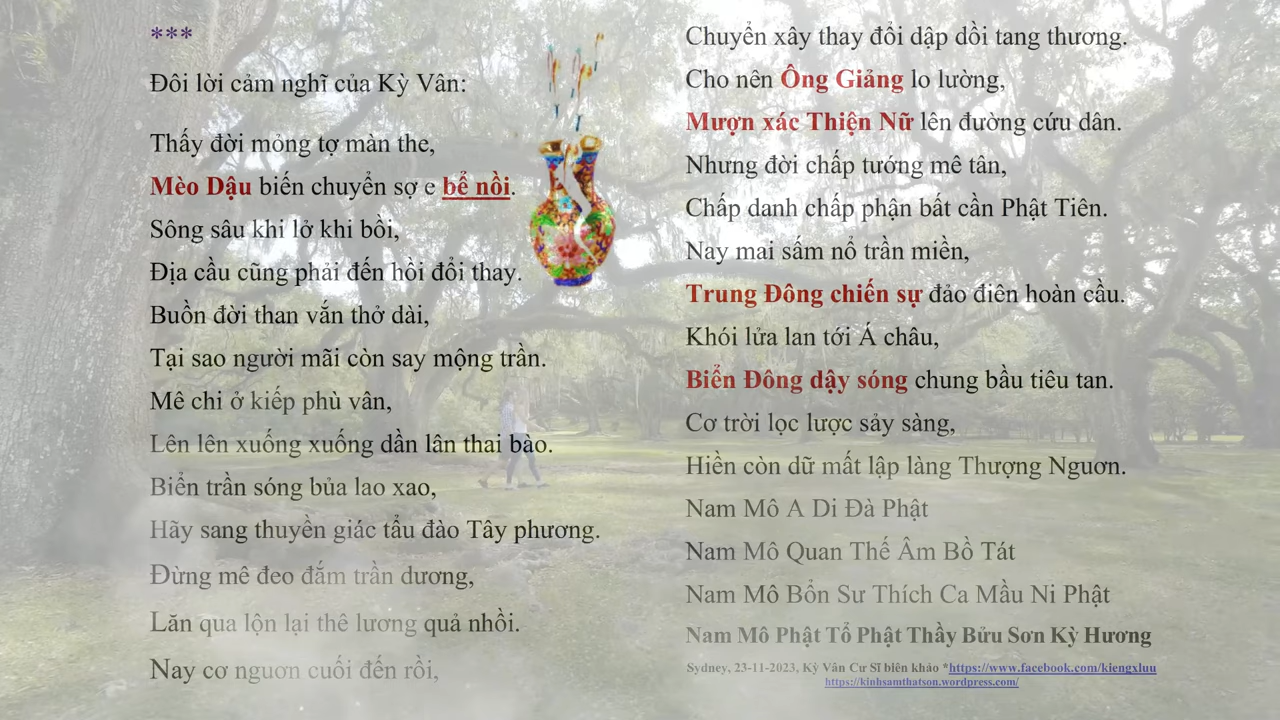 ***
Đôi lời cảm nghĩ của Kỳ Vân:
Thấy đời mỏng tợ màn the,
Mèo Dậu biến chuyển sợ e bể nồi.
Sông sâu khi lở khi bồi,
Địa cầu cũng phải đến hồi đổi thay.
Buồn đời than vắn thở dài,
Tại sao người mãi còn say mộng trần.
Mê chi ở kiếp phù vân,
Lên lên xuống xuống dần lân thai bào.
Biển trần sóng bủa lao xao,
Hãy sang thuyền giác tẩu đào Tây phương.
Đừng mê đeo đắm trần dương,
Lăn qua lộn lại thê lương quả nhồi.
Nay cơ nguơn cuối đến rồi,
Chuyển xây thay đổi dập dồi tang thương.
Cho nên Ông Giảng lo lường,
Mượn xác Thiện Nữ lên đường cứu dân.
Nhưng đời chấp tướng mê tân,
Chấp danh chấp phận bất cần Phật Tiên.
Nay mai sấm nổ trần miền,
Trung Đông chiến sự đảo điên hoàn cầu.
Khói lửa lan tới Á châu,
Biển Đông dậy sóng chung bầu tiêu tan.
Cơ trời lọc lược sảy sàng,
Hiền còn dữ mất lập làng Thượng Nguơn.
Nam Mô A Di Đà Phật
Nam Mô Quan Thế Âm Bồ Tát
Nam Mô Bổn Sư Thích Ca Mầu Ni Phật
Nam Mô Phật Tổ Phật Thầy Bửu Sơn Kỳ Hương
Sydney, 23-11-2023, Kỳ Vân Cư Sĩ biên khảo *https://www.facebook.com/kiengxluu
https://kinhsamthatson.wordpress.com/